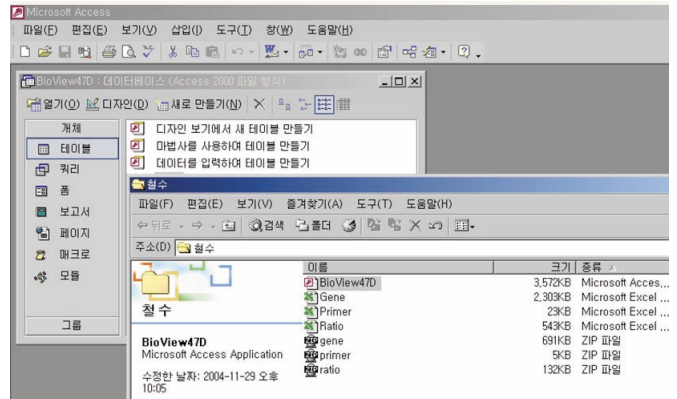 Microsoft Access
파일(F) 편집(E) 보기(V) 삽입(I) 도구(T) 창(W) 도움말(H)
BioView47D : 데이터베이스 (Access 2000 파일 형식)
열기(O) 디자인(D) 새로 만들기(N)
개체
테이블
쿼리
폼
보고서
페이지
매크로
모듈
그룹
디자인 보기에서 새 테이블 만들기
마법사를 사용하여 테이블 만들기
데이터를 입력하여 테이블 만들기
철수
파일(F) 편집(E) 보기(V) 즐겨찾기(A) 도구(T) 도움말(H)
뒤로 검색 폴더
주소(D) 철수
철수
BioView47D
Microsoft Access Application
수정한 날짜: 2004-11-29 오후
10:05
이름 크기 종류
BioView47D 3,572KB Microsoft Acces...
Gene 2,303KB Microsoft Excel ...
Primer 23KB Microsoft Excel ...
Ratio 543KB Microsoft Excel ...
gene 691KB ZIP 파일
primer 5KB ZIP 파일
ratio 132KB ZIP 파일